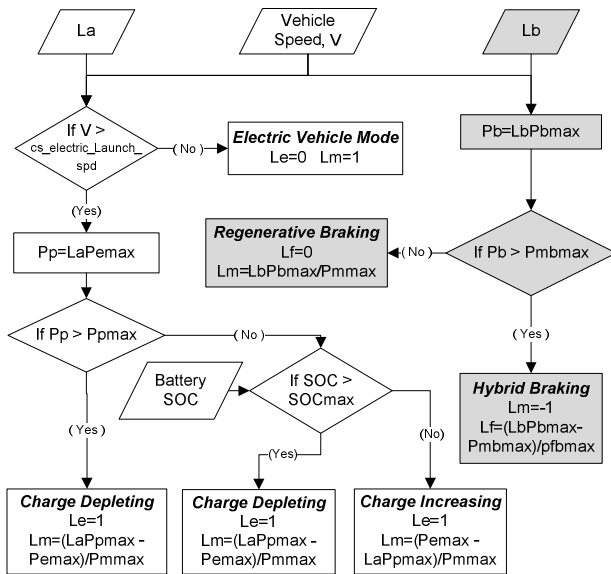 La
Vehicle
Speed, V
Lb
If V >
cs_electric_Launch_
spd
( No )
Electric Vehicle Mode
Le=0 Lm=1
Pb=LbPbmax
(Yes)
Pp=LaPemax
Regenerative Braking
Lf=0
Lm=LbPbmax/Pmmax
( No )
If Pb > Pmbmax
If Pp > Ppmax
( No )
(Yes)
Battery
SOC
If SOC >
SOCmax
Hybrid Braking
Lm=-1
Lf=(LbPbmax-
Pmbmax)/pfbmax
( Yes )
(Yes)
(No)
Charge Depleting
Le=1
Lm=(LaPpmax -
Pemax)/Pmmax
Charge Depleting
Le=1
Lm=(LaPpmax -
Pemax)/Pmmax
Charge Increasing
Le=1
Lm=(Pemax -
LaPpmax)/Pmmax